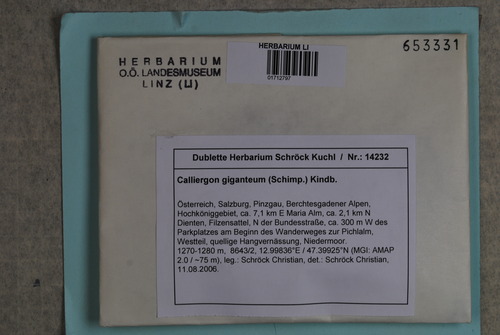 HERBARIUM
O.Ö. LANDESMUSEUM
LINZ (LI)
HERBARIUM LI
01712797
653331
Dublette Herbarium Schröck Kuchl / Nr.: 14232
Calliergon giganteum (Schimp.) Kindb.
Österreich, Salzburg, Pinzgau, Berchtesgadener Alpen,
Hochköniggebiet, ca. 7,1 km E Maria Alm, ca. 2,1 km N
Dienten, Filzensattel, N der Bundesstraße, ca. 300 m W des
Parkplatzes am Beginn des Wanderweges zur Pichlalm,
Westteil, quellige Hangvernässung, Niedermoor.
1270-1280 m, 8643/2, 12.99836°E / 47.39925°N (MGI: AMAP
2.0 / ~75 m), leg.: Schröck Christian, det.: Schröck Christian,
11.08.2006.